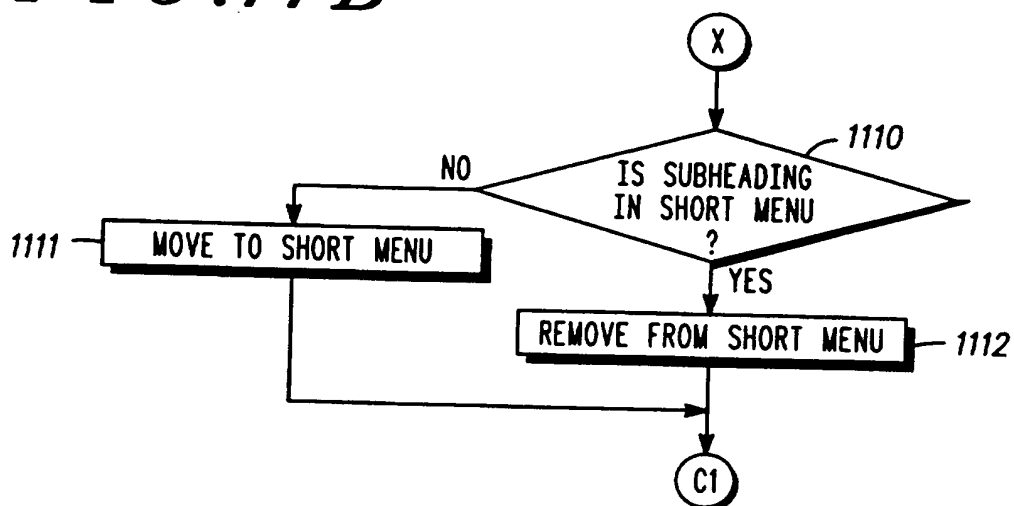 X
1110
IS SUBHEADING
IN SHORT MENU
?
NO
1111
MOVE TO SHORT MENU
YES
REMOVE FROM SHORT MENU
1112
C1